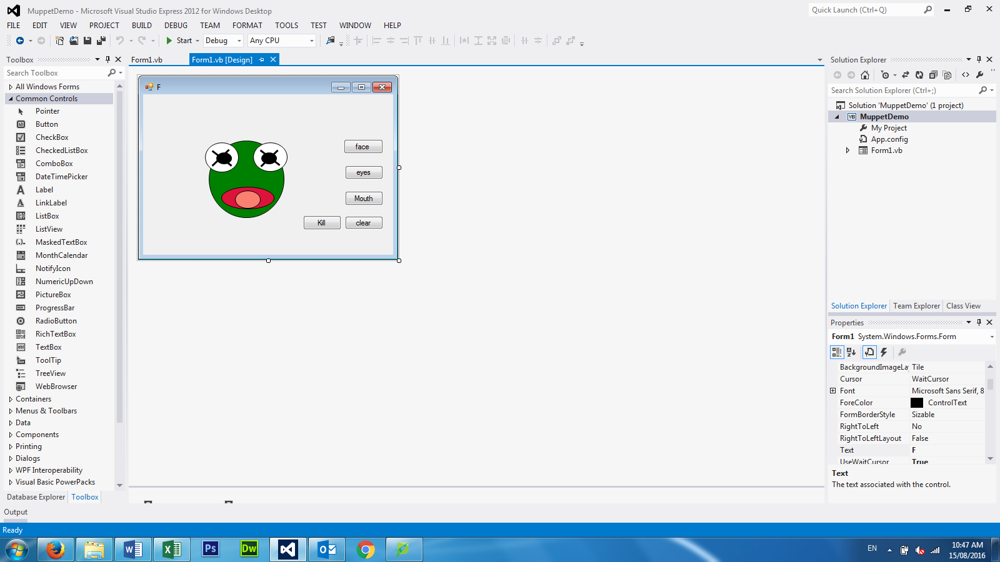 MuppetDemo - Microsoft Visual Studio Express 2012 for Windows Desktop
Quick Launch (Ctrl+Q)
FILE EDIT VIEW PROJECT BUILD DEBUG TEAM FORMAT TOOLS TEST WINDOW HELP
Start Debug Any CPU
Toolbox
Search Toolbox
All Windows Forms
Common Controls
Pointer
Button
CheckBox
CheckedListBox
ComboBox
DateTimePicker
Label
LinkLabel
ListBox
ListView
MaskedTextBox
MonthCalendar
NotifyIcon
NumericUpDown
PictureBox
ProgressBar
RadioButton
RichTextBox
TextBox
ToolTip
TreeView
WebBrowser
Containers
Menus & Toolbars
Data
Components
Printing
Dialogs
WPF Interoperability
Visual Basic PowerPacks
Database Explorer Toolbox
Output
Ready
Form1.vb Form1.vb [Design]
F
face
eyes
Mouth
Kill clear
Solution Explorer
Search Solution Explorer (Ctrl+;)
Solution 'MuppetDemo' (1 project)
VB MuppetDemo
My Project
App.config
Form1.vb
Solution Explorer Team Explorer Class View
Properties
Form1 System.Windows.Forms.Form
BackgroundImageLay Tile
Cursor WaitCursor
Font Microsoft Sans Serif, 8
ForeColor ControlText
FormBorderStyle Sizable
RightToLeft No
RightToLeftLayout False
Text F
UseWaitCursor True
Text
The text associated with the control.
Ps Dw
EN
10:47 AM
15/08/2016